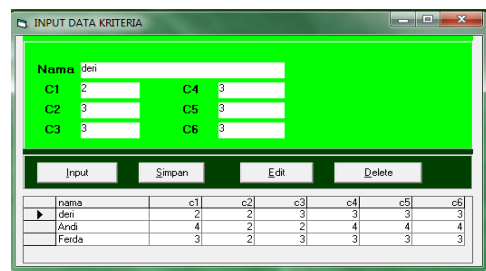 INPUT DATA KRITERIA
Nama deri
C1 2 C4 3
C2 3 C5 3
C3 3 C6 3
Input Simpan Edit Delete
nama c1 c2 c3 c4 c5 c6
deri 2 2 3 3 3 3
Andi 4 2 2 4 4 4
Ferda 3 2 3 3 3 3